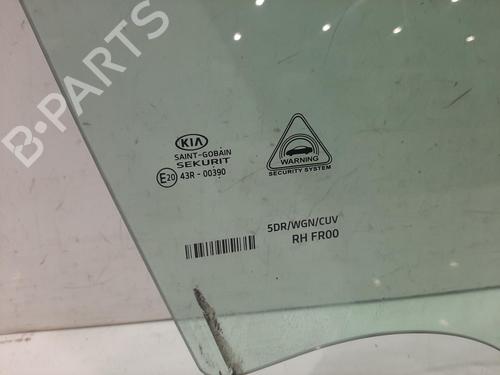 B-PARTS
KIA
SAINT-GOBAIN
SEKURIT
E20 43R-00390
WARNING
SECURITY SYSTEM
5DR/WGN/CUV
RH FR00